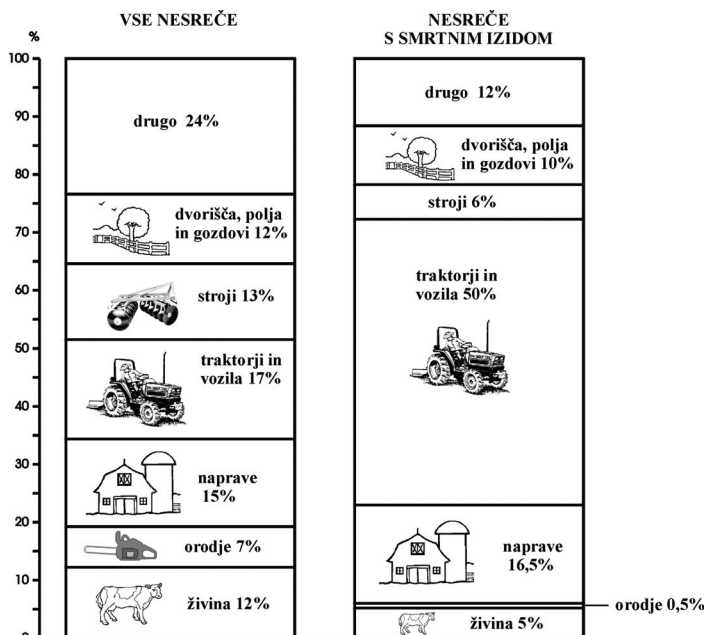 VSE NESREČE
NESREČE
S SMRTNIM IZIDOM
%
100
90
80
70
60
50
40
30
20
10
0
drugo 24%
dvorišča, polja
in gozdovi 12%
stroji 13%
traktorji in
vozila 17%
naprave
15%
orodje 7%
živina 12%
drugo 12%
dvorišča, polja
in gozdovi 10%
stroji 6%
traktorji in
vozila 50%
naprave
16,5%
orodje 0,5%
živina 5%